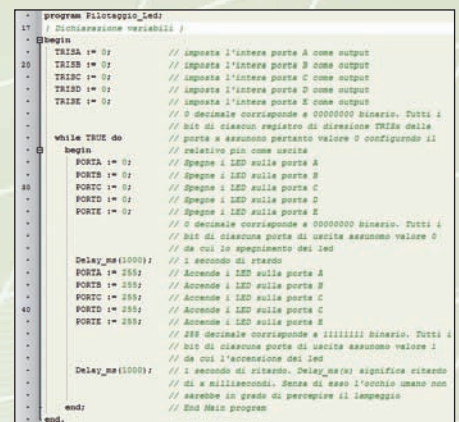 program Pilotaggio_Led;
17 { Dichiarazione variabili }
begin
TRISA := 0; // imposta l'intera porta A come output
20 TRISB := 0; // imposta l'intera porta B come output
TRISC := 0; // imposta l'intera porta C come output
TRISD := 0; // imposta l'intera porta D come output
TRISE := 0; // imposta l'intera porta E come output
// 0 decimale corrisponde a 00000000 binario. Tutti i
// bit di ciascun registro di direzione TRISx della
while TRUE do // porta x assumono pertanto valore 0 configurando il
begin // relativo pin come uscita
PORTA := 0; // Spegne i LED sulla porta A
PORTB := 0; // Spegne i LED sulla porta B
PORTC := 0; // Spegne i LED sulla porta C
PORTD := 0; // Spegne i LED sulla porta D
PORTE := 0; // Spegne i LED sulla porta E
// 0 decimale corrisponde a 00000000 binario. Tutti i
// bit di ciascuna porta di uscita assumono valore 0
// da cui lo spegnimento dei led
Delay_ms(1000); // 1 secondo di rtardo
PORTA := 255; // Accende i LED sulla porta A
PORTB := 255; // Accende i LED sulla porta B
PORTC := 255; // Accende i LED sulla porta C
40 PORTD := 255; // Accende i LED sulla porta
PORTE := 255; // Accende i LED sulla porta
// 255 decimale corrisponde a 11111111 binario. Tutti i
// bit di ciascuna porta di uscita assumono valore 1
// da cui l'accensione dei led
Delay_ms(1000); // 1 secondo di ritardo. Delay_ms(x) significa ritardo
// di x millisecondi. Senza di esso l'occhio umano non
// sarebbe in grado di percepire il lampeggio
end; // End Main program
end.